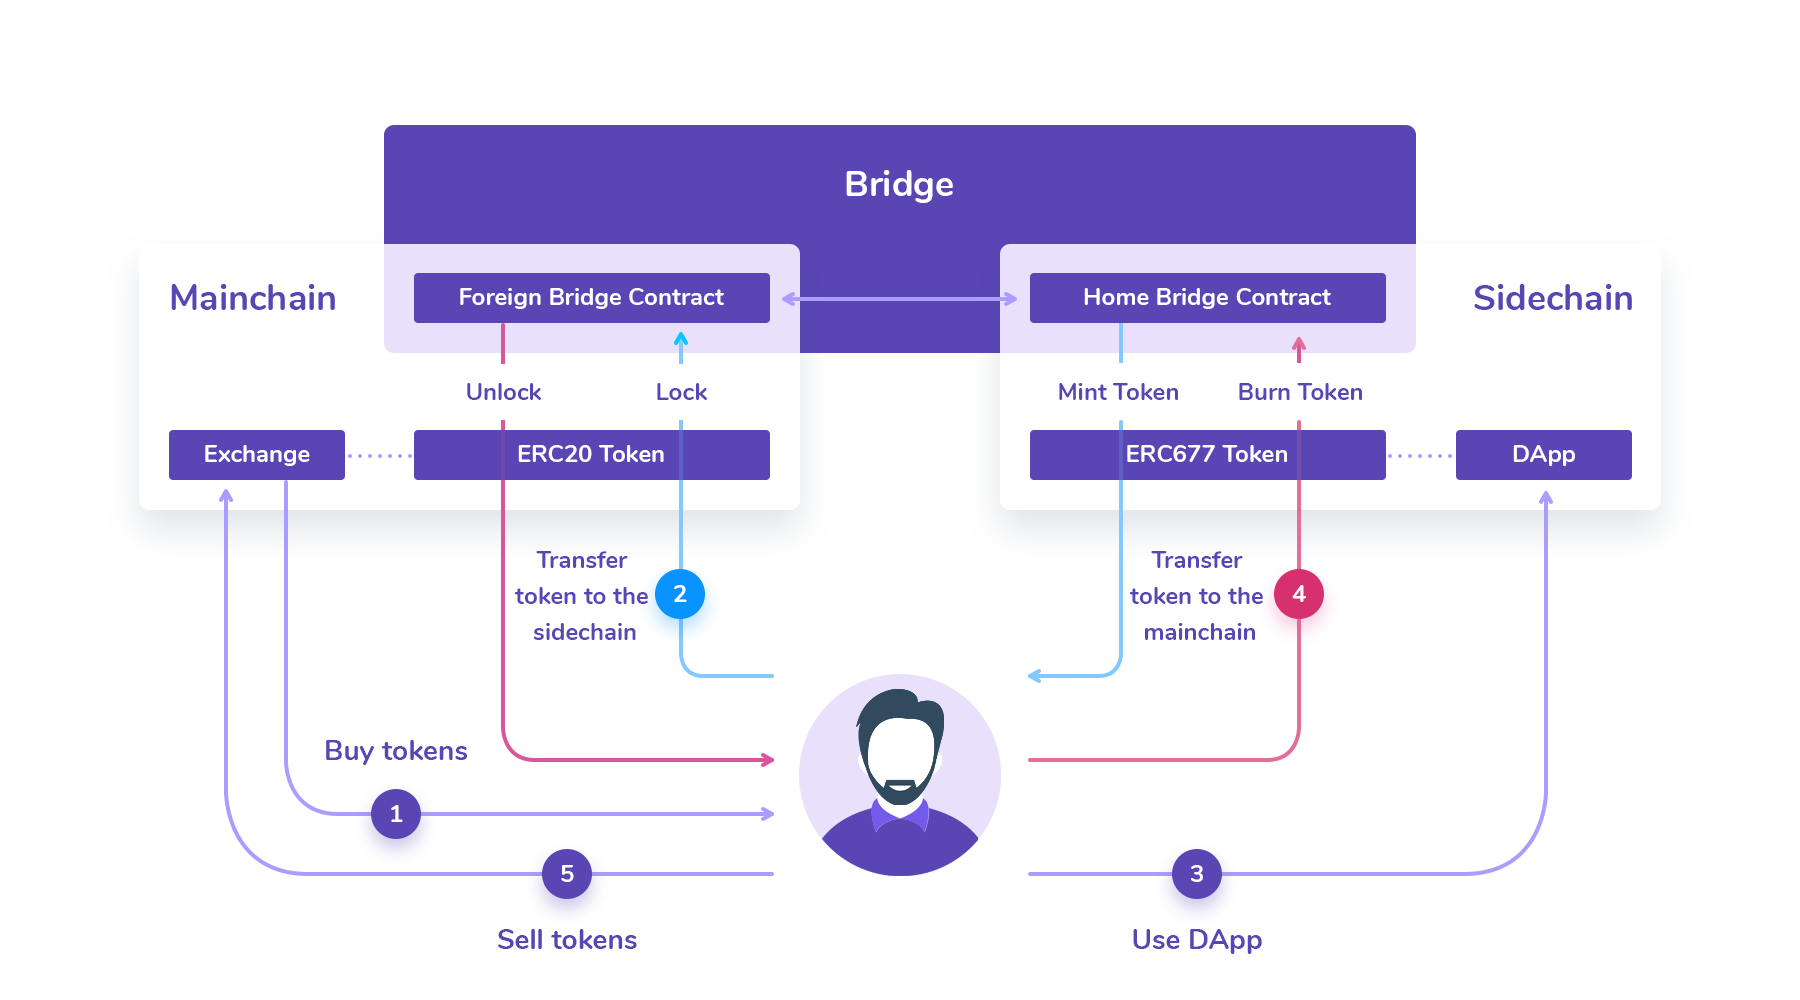 Bridge
Mainchain
Foreign Bridge Contract
Home Bridge Contract
Sidechain
Unlock
Lock
Mint Token
Burn Token
Exchange
ERC20 Token
ERC677 Token
DApp
Transfer
token to the
sidechain
2
Transfer
token to the
mainchain
4
Buy tokens
1
5
Sell tokens
3
Use DApp